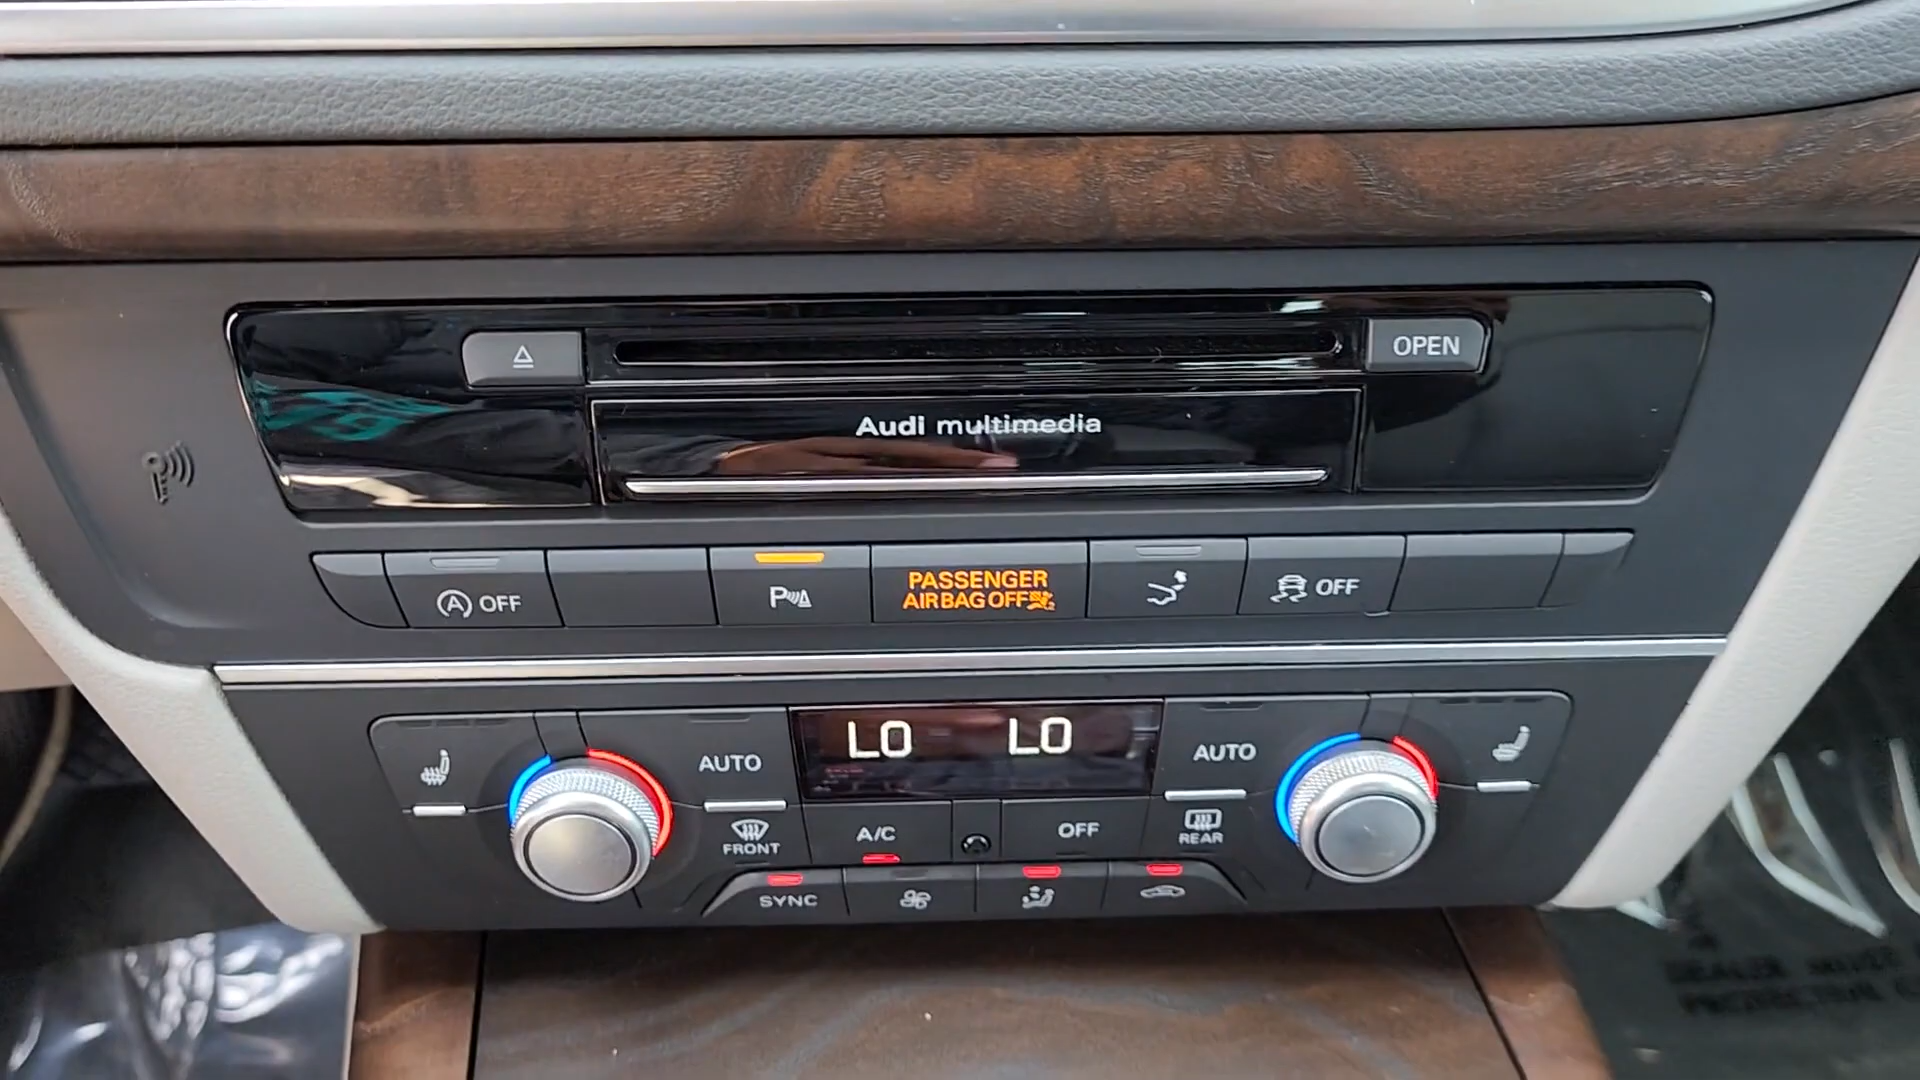 OPEN
Audi multimedia
A OFF
P
PASSENGER
AIRBAG OFF
OFF
LO LO
AUTO
AUTO
FRONT
A/C
OFF
REAR
SYNC